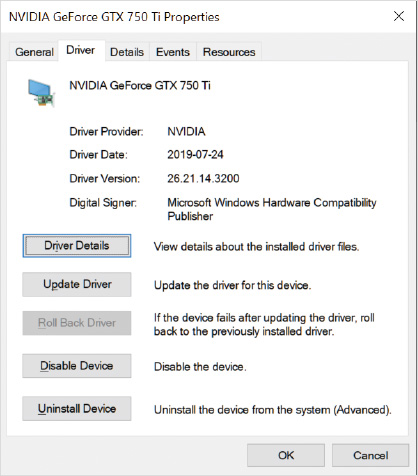 NVIDIA GeForce GTX 750 Ti Properties
General Driver Details Events Resources
NVIDIA GeForce GTX 750 Ti
Driver Provider: NVIDIA
Driver Date: 2019-07-24
Driver Version: 26.21.14.3200
Digital Signer: Microsoft Windows Hardware Compatibility
Publisher
Driver Details View details about the installed driver files.
Update Driver Update the driver for this device.
Roll Back Driver If the device fails after updating the driver, roll
back to the previously installed driver.
Disable Device Disable the device.
Uninstall Device Uninstall the device from the system (Advanced).
OK Cancel